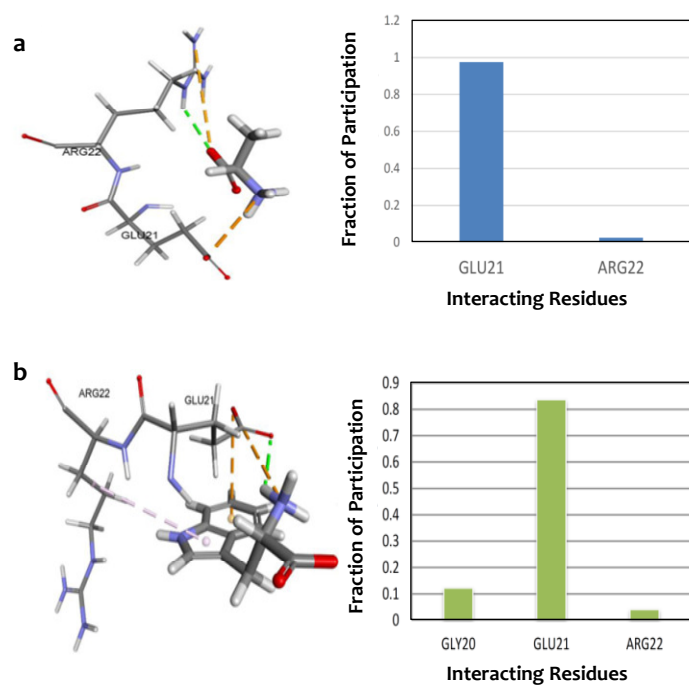 a
ARG22
GLU21
Fraction of Participation
1.2
1
0.8
0.6
0.4
0.2
0
GLU21 ARG22
Interacting Residues
b
ARG22
GLU21
Fraction of Participation
0.9
0.8
0.7
0.6
0.5
0.4
0.3
0.2
0.1
0
GLY20 GLU21 ARG22
Interacting Residues